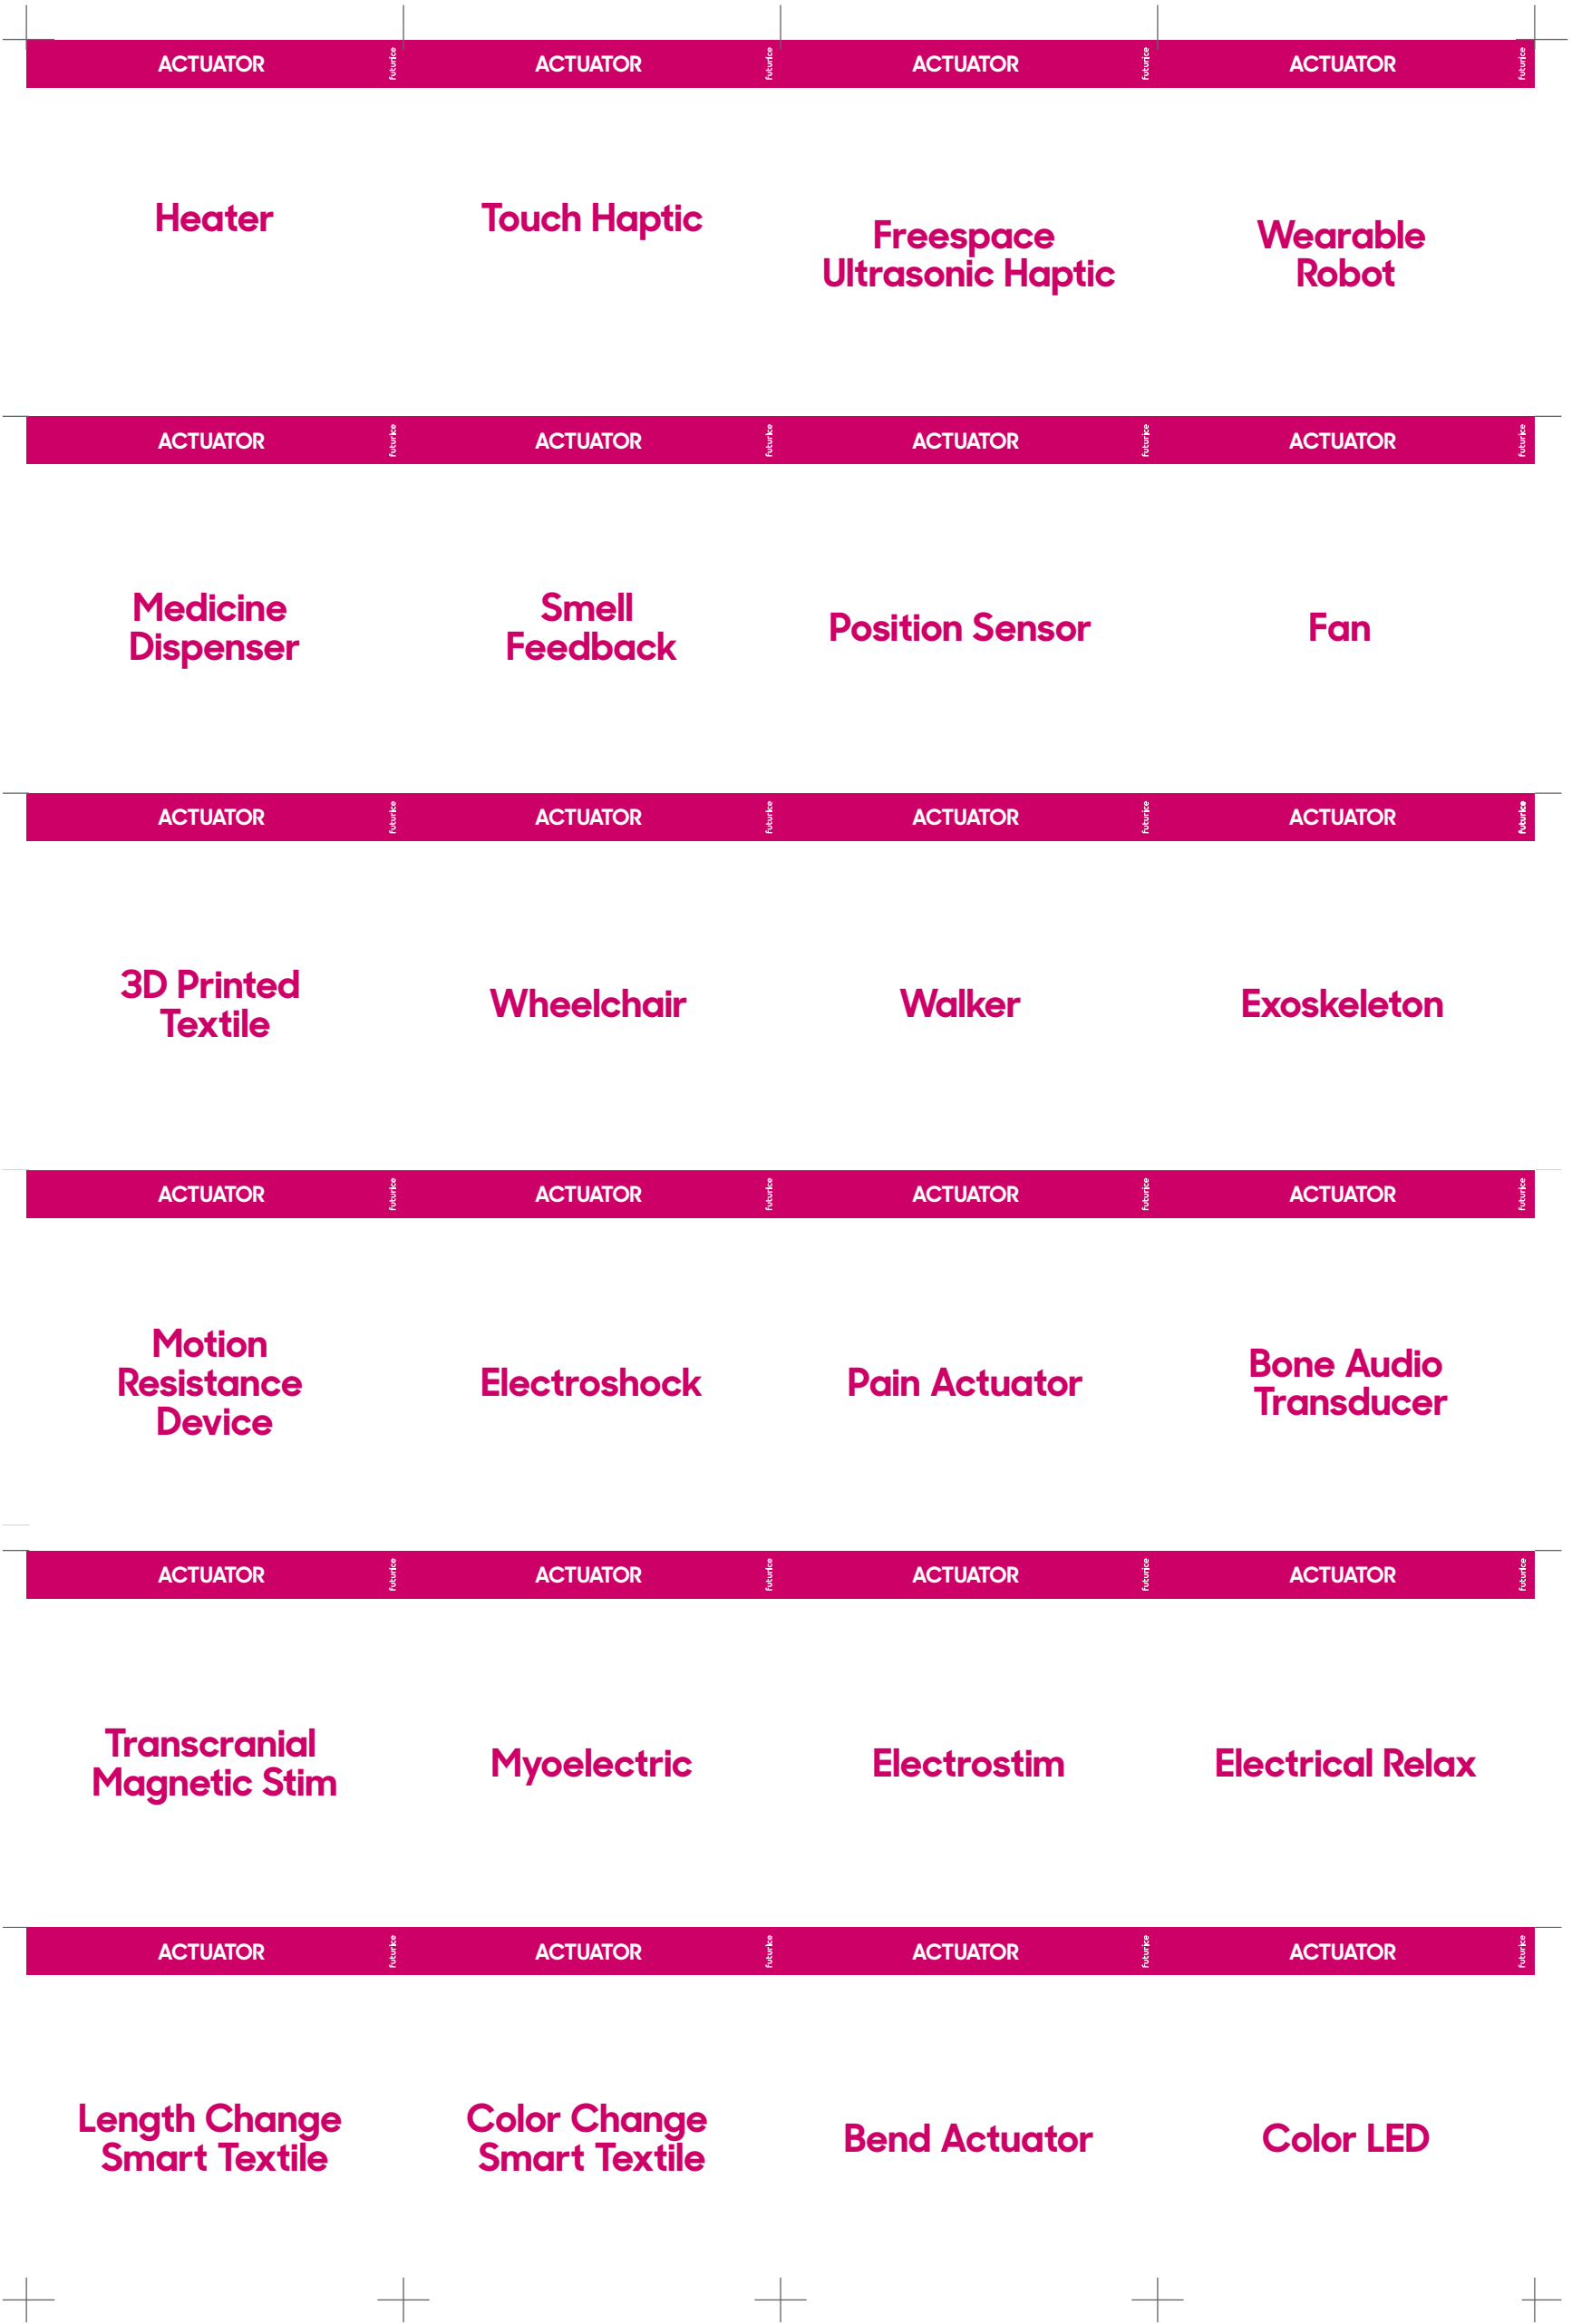 ACTUATOR futurice ACTUATOR futurice ACTUATOR futurice ACTUATOR futurice
Heater
Touch Haptic
Freespace
Ultrasonic Haptic
Wearable
Robot
ACTUATOR futurice ACTUATOR futurice ACTUATOR futurice ACTUATOR futurice
Medicine
Dispenser
Smell
Feedback
Position Sensor
Fan
ACTUATOR futurice ACTUATOR futurice ACTUATOR futurice ACTUATOR futurice
3D Printed
Textile
Wheelchair
Walker
Exoskeleton
ACTUATOR futurice ACTUATOR futurice ACTUATOR futurice ACTUATOR futurice
Motion
Resistance
Device
Electroshock
Pain Actuator
Bone Audio
Transducer
ACTUATOR futurice ACTUATOR futurice ACTUATOR futurice ACTUATOR futurice
Transcranial
Magnetic Stim
Myoelectric
Electrostim
Electrical Relax
ACTUATOR futurice ACTUATOR futurice ACTUATOR futurice ACTUATOR futurice
Length Change
Smart Textile
Color Change
Smart Textile
Bend Actuator
Color LED